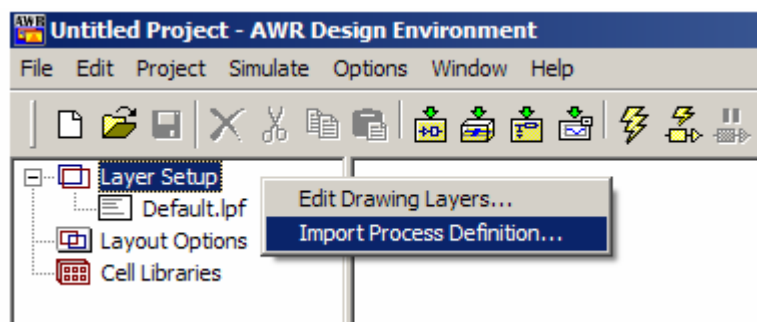 AWR Untitled Project - AWR Design Environment
File Edit Project Simulate Options Window Help
Layer Setup
Default.lpf
Layout Options
Cell Libraries
Edit Drawing Layers...
Import Process Definition...